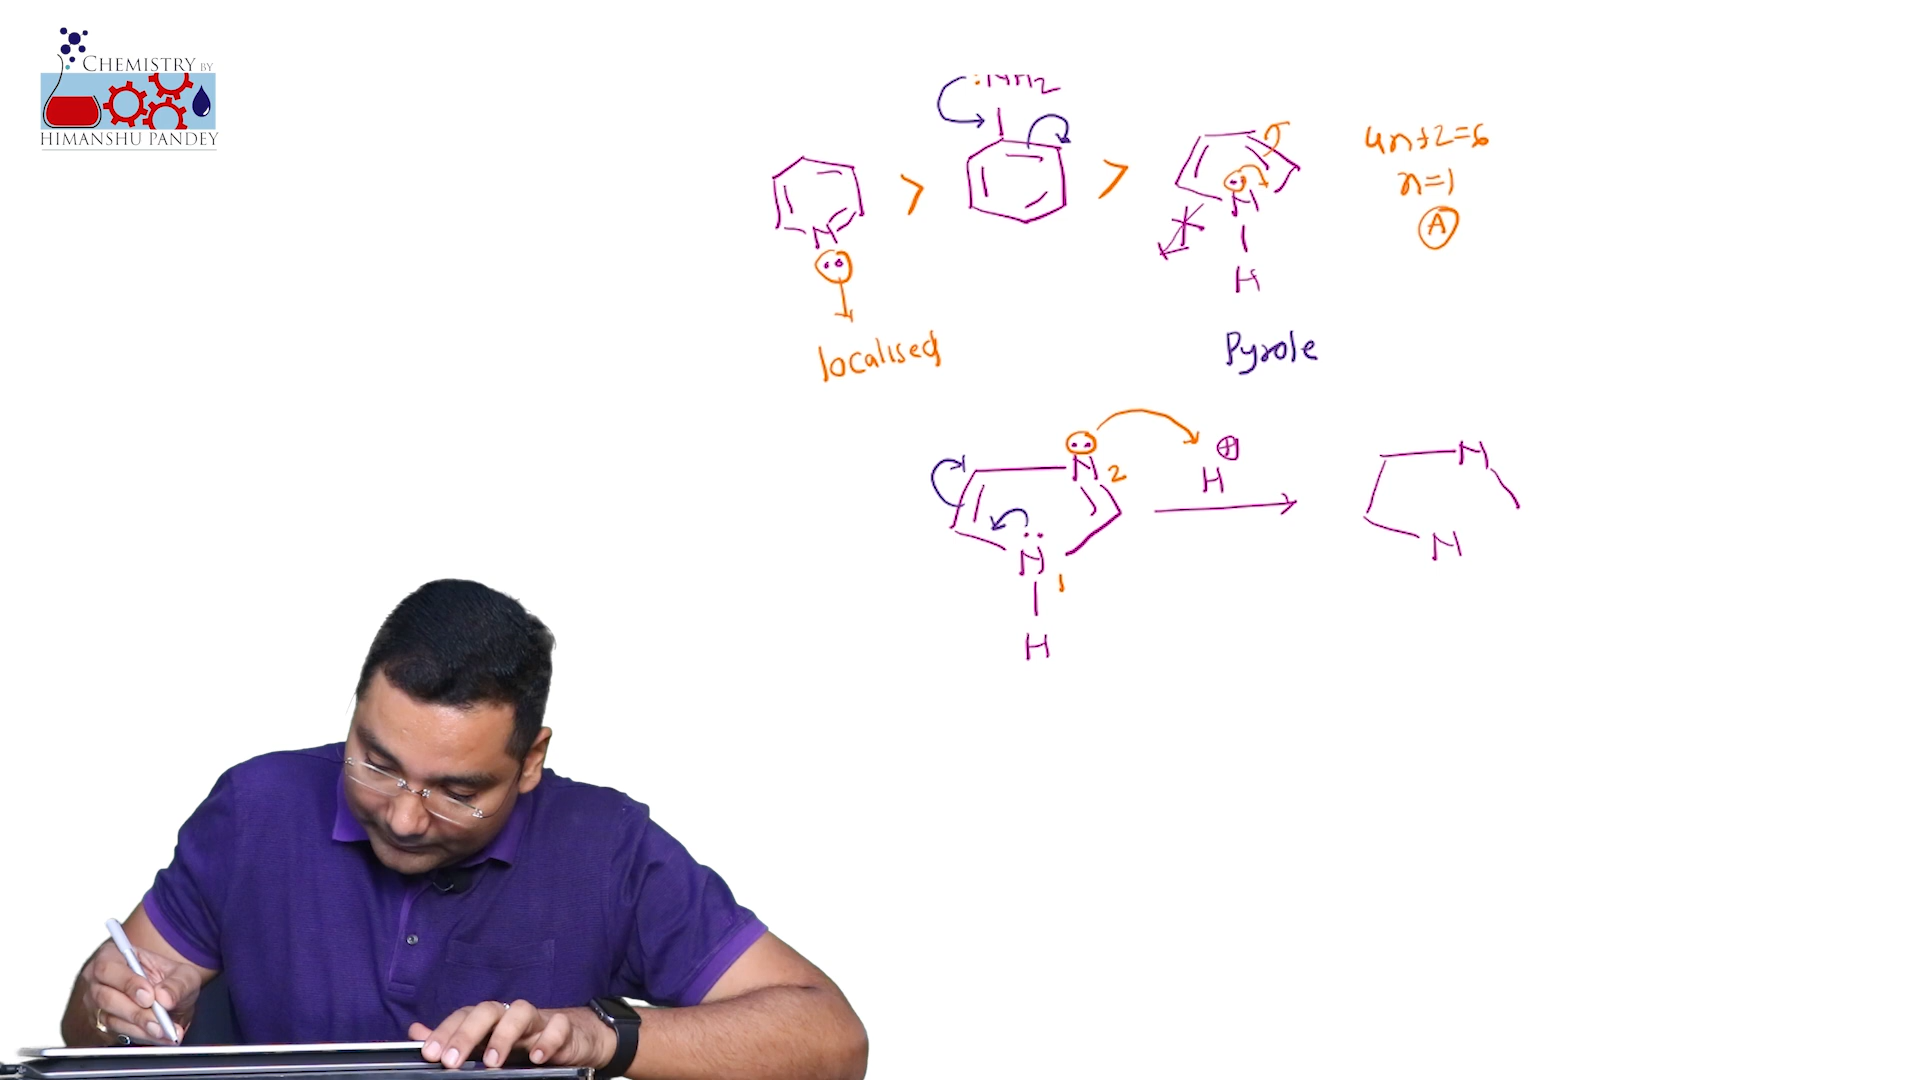 CHEMISTRY BY
HIMANSHU PANDEY
:NH2
4n+2=6
n=1
A
N
>
>
N
H
localised
Pyrole
N
2
H
⊕
N
1
H
N
N